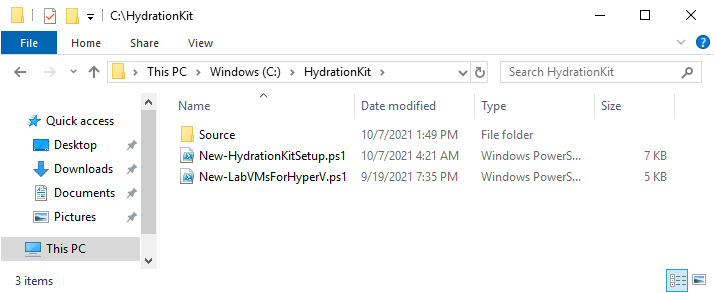 C:\HydrationKit
File Home Share View
This PC Windows (C:) HydrationKit Search HydrationKit
Name Date modified Type Size
Quick access
Desktop
Downloads
Documents
Pictures
This PC
Source 10/7/2021 1:49 PM File folder
New-HydrationKitSetup.ps1 10/7/2021 4:21 AM Windows PowerS... 7 KB
New-LabVMsForHyperV.ps1 9/19/2021 7:35 PM Windows PowerS... 5 KB
3 items